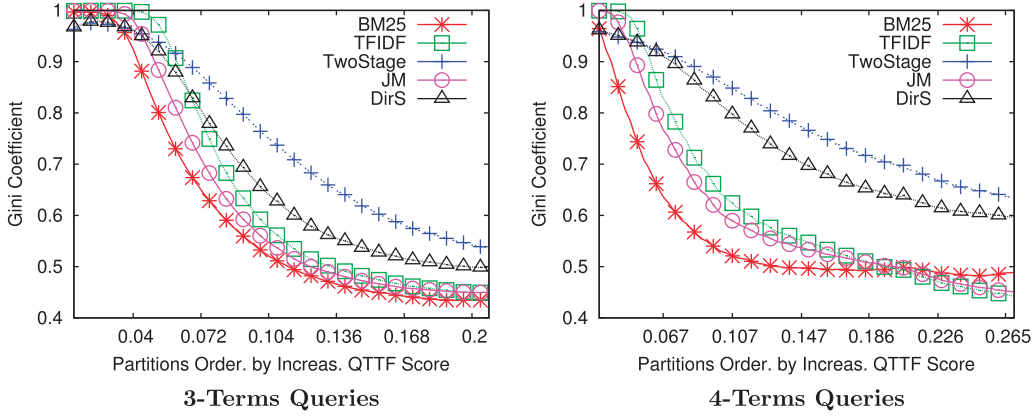 1
0.9
0.8
0.7
0.6
0.5
0.4
Gini Coefficient
BM25
TFIDF
TwoStage
JM
DirS
0.04 0.072 0.104 0.136 0.168 0.2
Partitions Order. by Increas. QTTF Score
3-Terms Queries
1
0.9
0.8
0.7
0.6
0.5
0.4
Gini Coefficient
BM25
TFIDF
TwoStage
JM
DirS
0.067 0.107 0.147 0.186 0.226 0.265
Partitions Order. by Increas. QTTF Score
4-Terms Queries